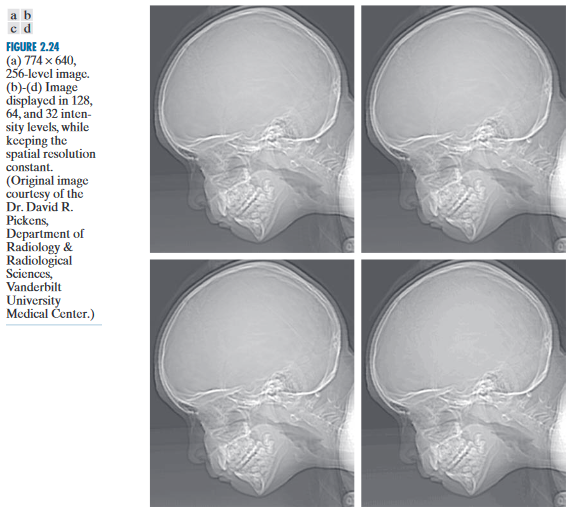 a b
c d
FIGURE 2.24
(a) 774 × 640,
256-level image.
(b)-(d) Image
displayed in 128,
64, and 32 inten-
sity levels, while
keeping the
spatial resolution
constant.
(Original image
courtesy of the
Dr. David R.
Pickens,
Department of
Radiology &
Radiological
Sciences,
Vanderbilt
University
Medical Center.)